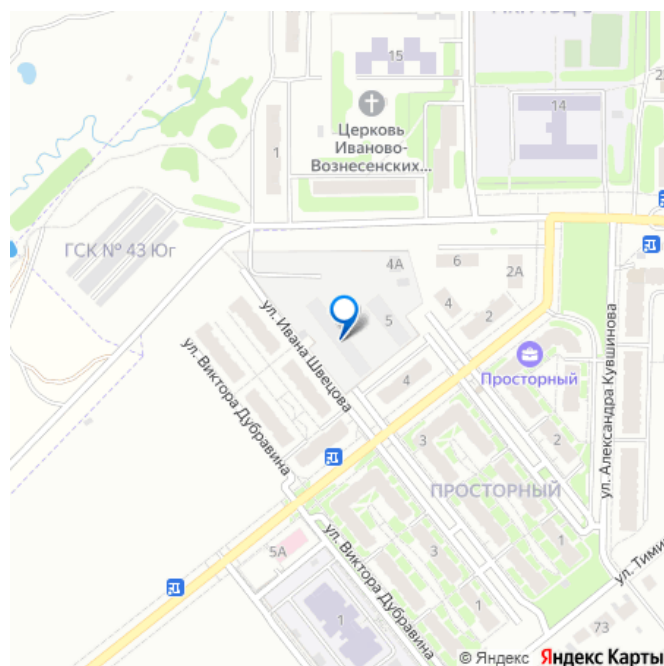 15
Церковь
Иваново-
Вознесенских...
14
1
ГСК № 43 Юг
4А
6
2А
5
4
2
ул. Ивана Швецова
ул. Виктора Дубравина
ул. Александра Кувшинова
Просторный
4
3
2
ПРОСТОРНЫЙ
3
1
5А
ул. Виктора Дубравина
1
1
73
© Яндекс Яндекс Карты